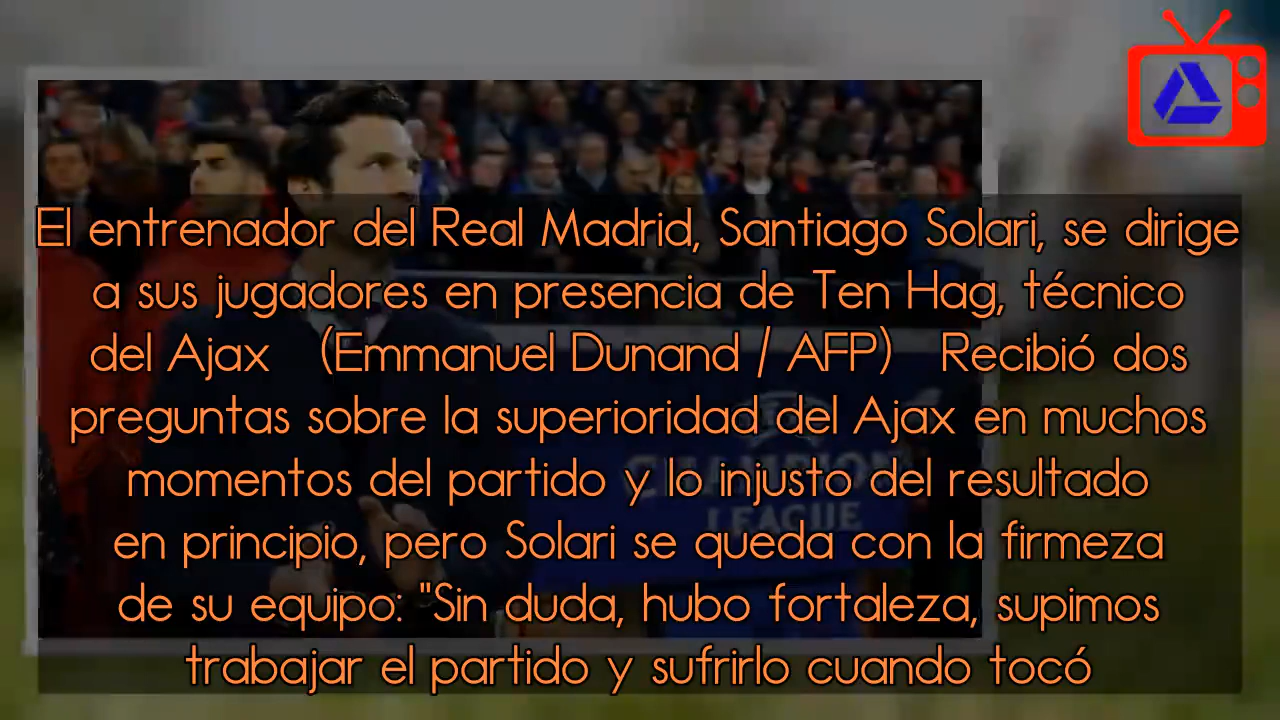 El entrenador del Real Madrid, Santiago Solari, se dirige
a sus jugadores en presencia de Ten Hag, técnico
del Ajax (Emmanuel Dunand / AFP) Recibió dos
preguntas sobre la superioridad del Ajax en muchos
momentos del partido y lo injusto del resultado
en principio, pero Solari se queda con la firmeza
de su equipo: "Sin duda, hubo fortaleza, supimos
trabajar el partido y sufrirlo cuando tocó
CHAMPIONS
LEAGUE